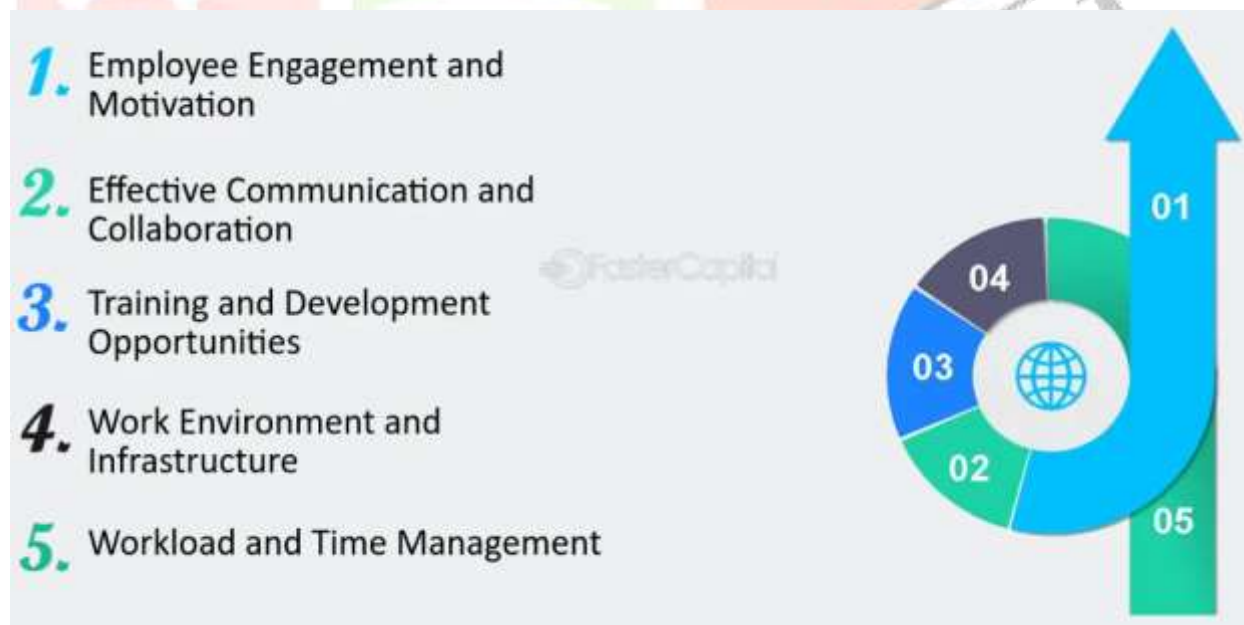 1. Employee Engagement and
Motivation
2. Effective Communication and
Collaboration
3. Training and Development
Opportunities
4. Work Environment and
Infrastructure
5. Workload and Time Management
FasterCapital
01
04
03
02
05